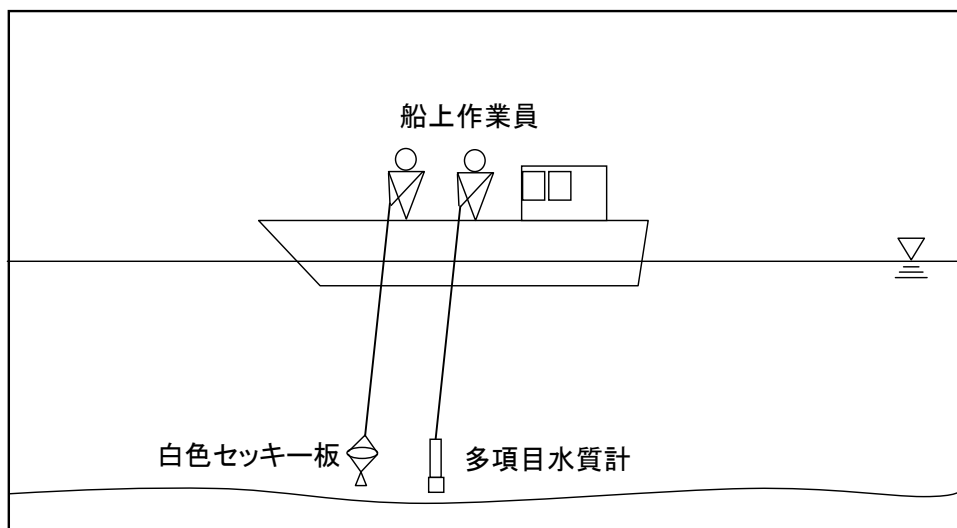 船上作業員
白色セッキー板
多項目水質計